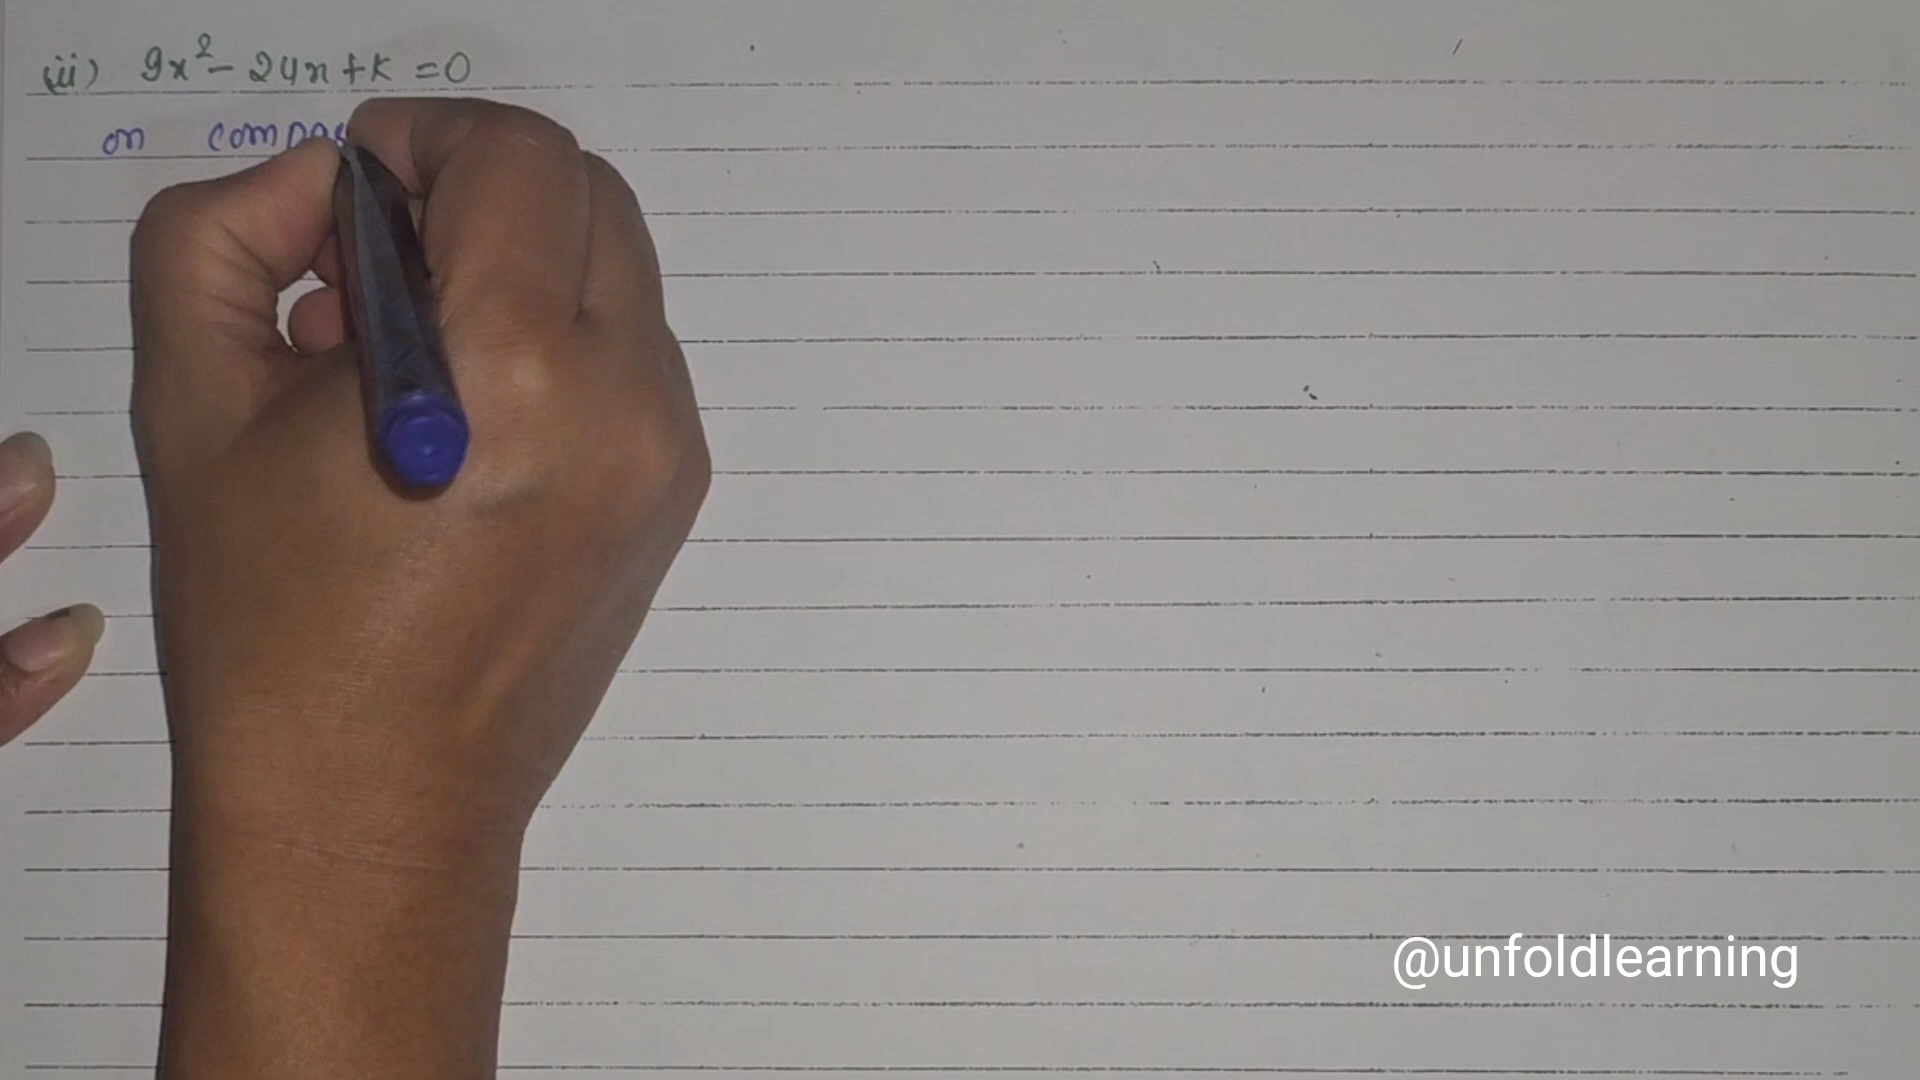 (iii) 9x² - 24x + k = 0
on
@unfoldlearning